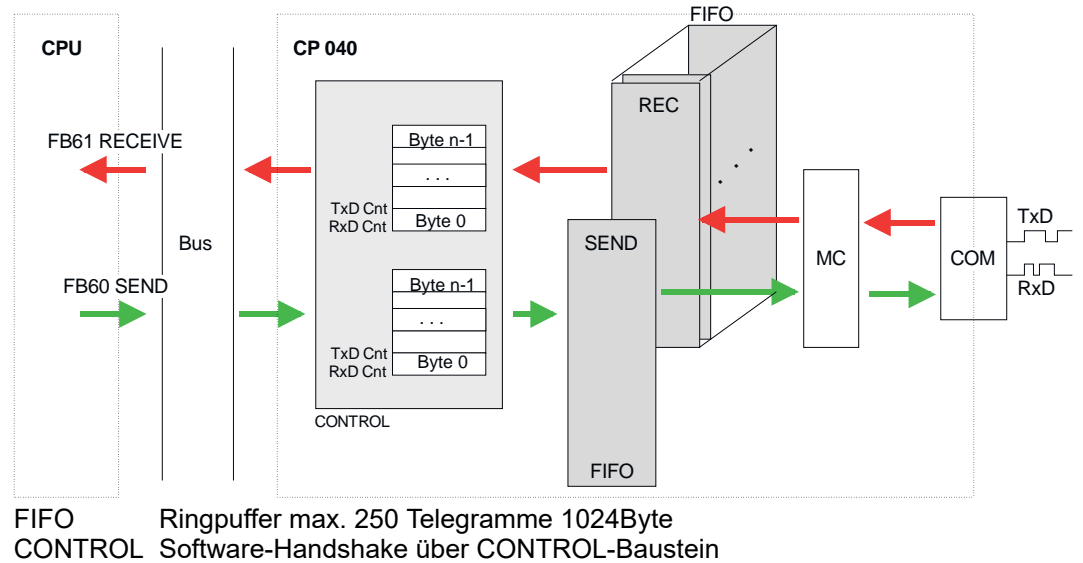 FIFO
CPU
CP 040
REC
FB61 RECEIVE
Byte n-1
. . .
TxD Cnt
RxD Cnt
Byte 0
TxD
Bus
SEND
MC
COM
FB60 SEND
RxD
Byte n-1
. . .
TxD Cnt
RxD Cnt
Byte 0
CONTROL
FIFO
FIFO Ringpuffer max. 250 Telegramme 1024Byte
CONTROL Software-Handshake über CONTROL-Baustein